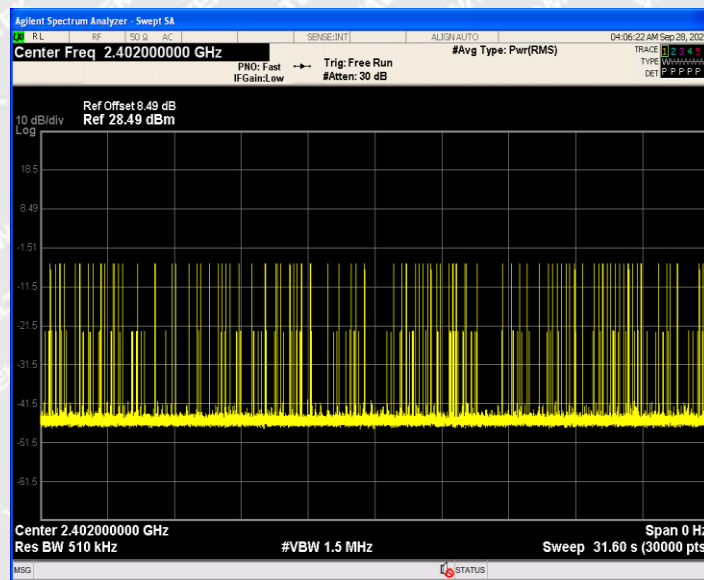 Agilent Spectrum Analyzer - Swept SA
LXI RL RF 50 Ω AC SENSE:INT ALIGN AUTO 04:06:22 AM Sep 28, 202
Center Freq 2.402000000 GHz #Avg Type: Pwr(RMS) TRACE 1 2 3 4 5
PNO: Fast Trig: Free Run TYPE
IFGain:Low #Atten: 30 dB DET P P P P P
Ref Offset 8.49 dB
10 dB/div Ref 28.49 dBm
Log
18.5
8.49
-1.51
-11.5
-21.5
-31.5
-41.5
-51.5
-61.5
Center 2.402000000 GHz Span 0 Hz
Res BW 510 kHz #VBW 1.5 MHz Sweep 31.60 s (30000 pts
MSG STATUS